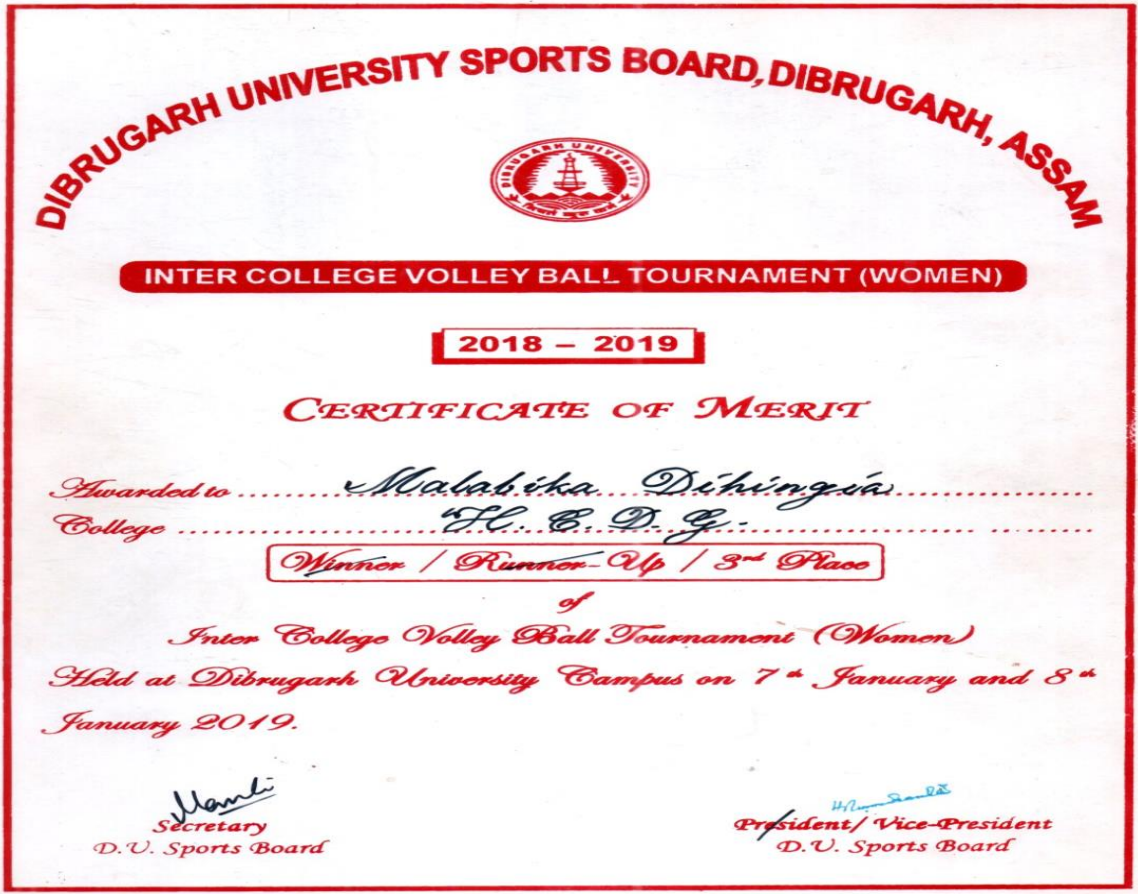 DIBRUGARH UNIVERSITY SPORTS BOARD, DIBRUGARH, ASSAM
DIBRUGARH UNIVERSITY
INTER COLLEGE VOLLEY BALL TOURNAMENT (WOMEN)
2018 – 2019
CERTIFICATE OF MERIT
Awarded to Malabika Dihingia
College "H. C. D. G.
Winner / Runner-Up / 3rd Place
of
Inter College Volley Ball Tournament (Women)
Held at Dibrugarh University Campus on 7th January and 8th
January 2019.
Secretary
D.U. Sports Board
President/ Vice-President
D.U. Sports Board